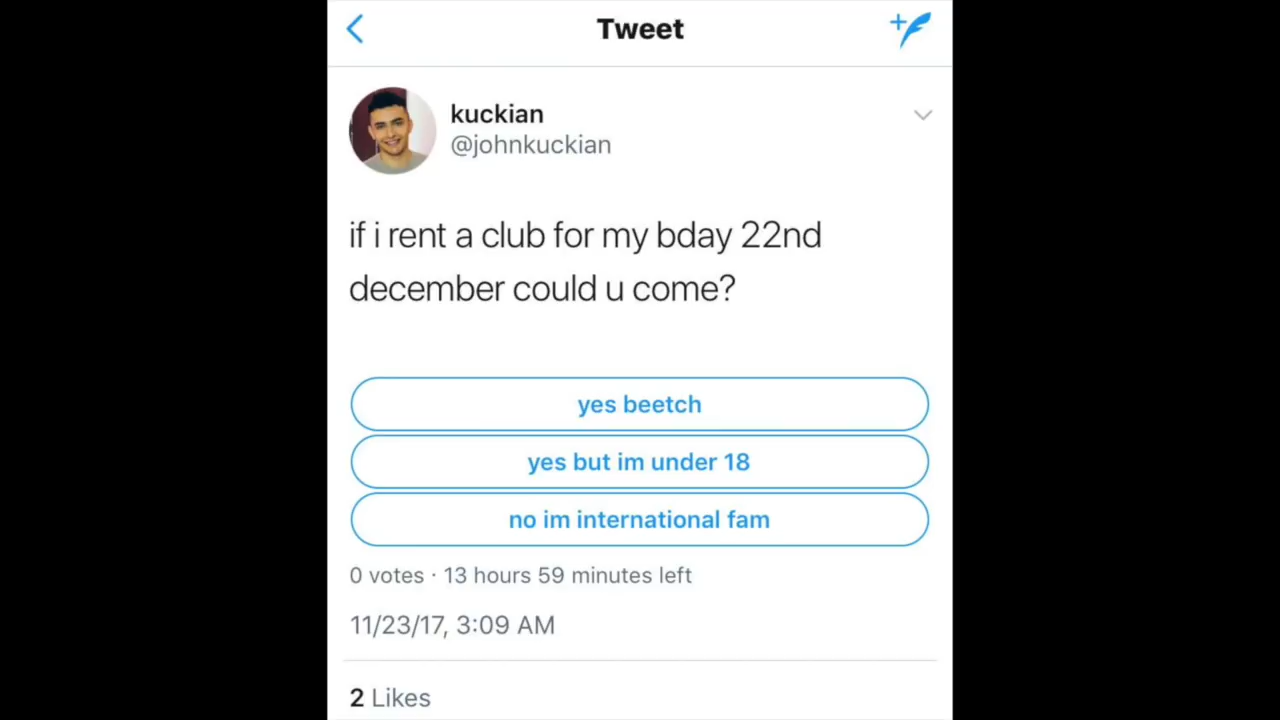 Tweet
kuckian
@johnkuckian
if i rent a club for my bday 22nd
december could u come?
yes beetch
yes but im under 18
no im international fam
0 votes · 13 hours 59 minutes left
11/23/17, 3:09 AM
2 Likes